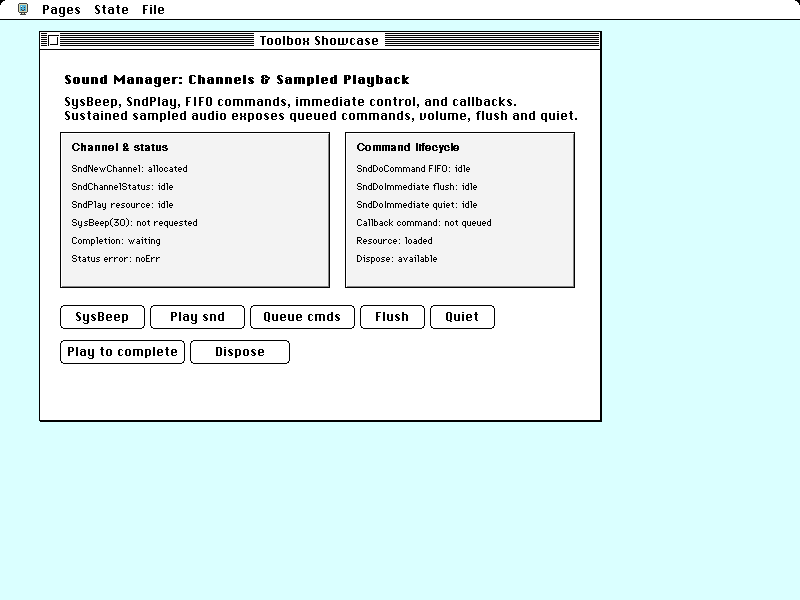 Pages State File
Toolbox Showcase
Sound Manager: Channels & Sampled Playback
SysBeep, SndPlay, FIFO commands, immediate control, and callbacks.
Sustained sampled audio exposes queued commands, volume, flush and quiet.
Channel & status
SndNewChannel: allocated
SndChannelStatus: idle
SndPlay resource: idle
SysBeep(30): not requested
Completion: waiting
Status error: noErr
Command lifecycle
SndDoCommand FIFO: idle
SndDoImmediate flush: idle
SndDoImmediate quiet: idle
Callback command: not queued
Resource: loaded
Dispose: available
SysBeep Play snd Queue cmds Flush Quiet
Play to complete Dispose